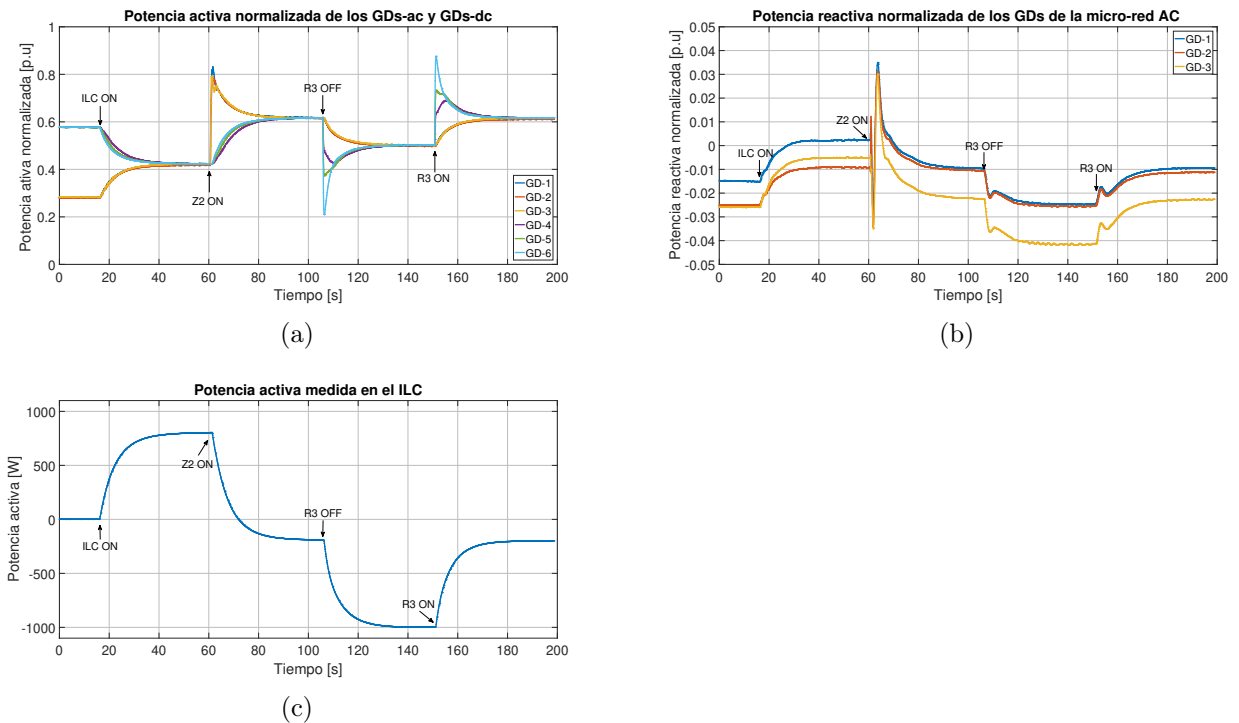 Potencia activa normalizada de los GDs-ac y GDs-dc
Potencia ativa normalizada [p.u]
1
0.8
0.6
0.4
0.2
0
ILC ON
Z2 ON
R3 OFF
R3 ON
GD-1
GD-2
GD-3
GD-4
GD-5
GD-6
0 20 40 60 80 100 120 140 160 180 200
Tiempo [s]
(a)
Potencia reactiva normalizada de los GDs de la micro-red AC
Potencia reactiva normalizada [p.u]
0.05
0.04
0.03
0.02
0.01
0
-0.01
-0.02
-0.03
-0.04
-0.05
ILC ON
Z2 ON
R3 OFF
R3 ON
GD-1
GD-2
GD-3
0 20 40 60 80 100 120 140 160 180 200
Tiempo [s]
(b)
Potencia activa medida en el ILC
Potencia activa [W]
1000
500
0
-500
-1000
ILC ON
Z2 ON
R3 OFF
R3 ON
0 20 40 60 80 100 120 140 160 180 200
Tiempo [s]
(c)